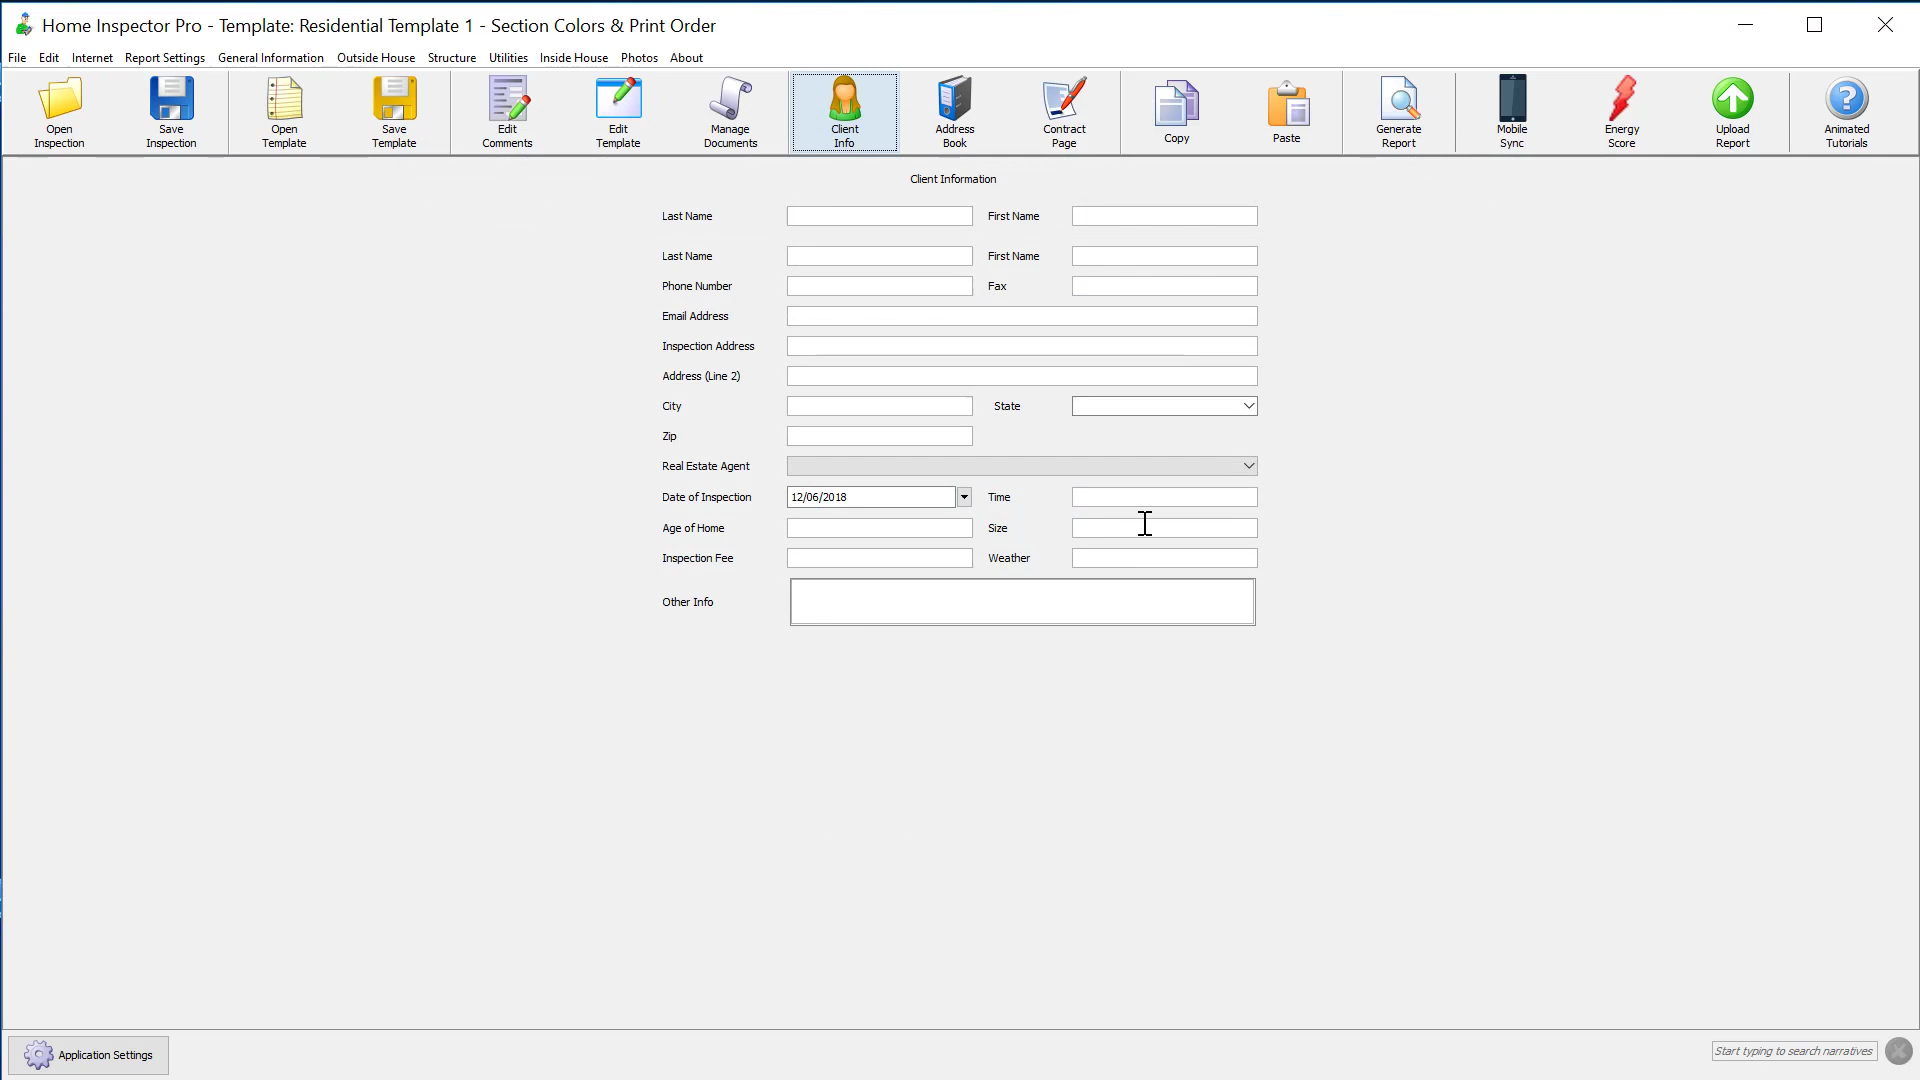 Home Inspector Pro - Template: Residential Template 1 - Section Colors & Print Order
File Edit Internet Report Settings General Information Outside House Structure Utilities Inside House Photos About
Open Inspection
Save Inspection
Open Template
Save Template
Edit Comments
Edit Template
Manage Documents
Client Info
Address Book
Contract Page
Copy
Paste
Generate Report
Mobile Sync
Energy Score
Upload Report
Animated Tutorials
Client Information
Last Name First Name
Last Name First Name
Phone Number Fax
Email Address
Inspection Address
Address (Line 2)
City State
Zip
Real Estate Agent
Date of Inspection 12/06/2018 Time
Age of Home Size
Inspection Fee Weather
Other Info
Application Settings Start typing to search narratives